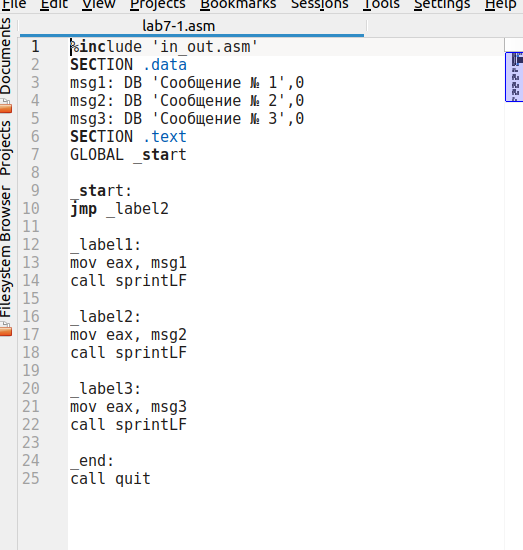 File Edit View Projects Bookmarks Sessions Tools Settings Help
lab7-1.asm
Documents
Projects
Filesystem Browser
1 %include 'in_out.asm'
2 SECTION .data
3 msg1: DB 'Сообщение № 1',0
4 msg2: DB 'Сообщение № 2',0
5 msg3: DB 'Сообщение № 3',0
6 SECTION .text
7 GLOBAL _start
8
9 _start:
10 jmp _label2
11
12 _label1:
13 mov eax, msg1
14 call sprintLF
15
16 _label2:
17 mov eax, msg2
18 call sprintLF
19
20 _label3:
21 mov eax, msg3
22 call sprintLF
23
24 _end:
25 call quit